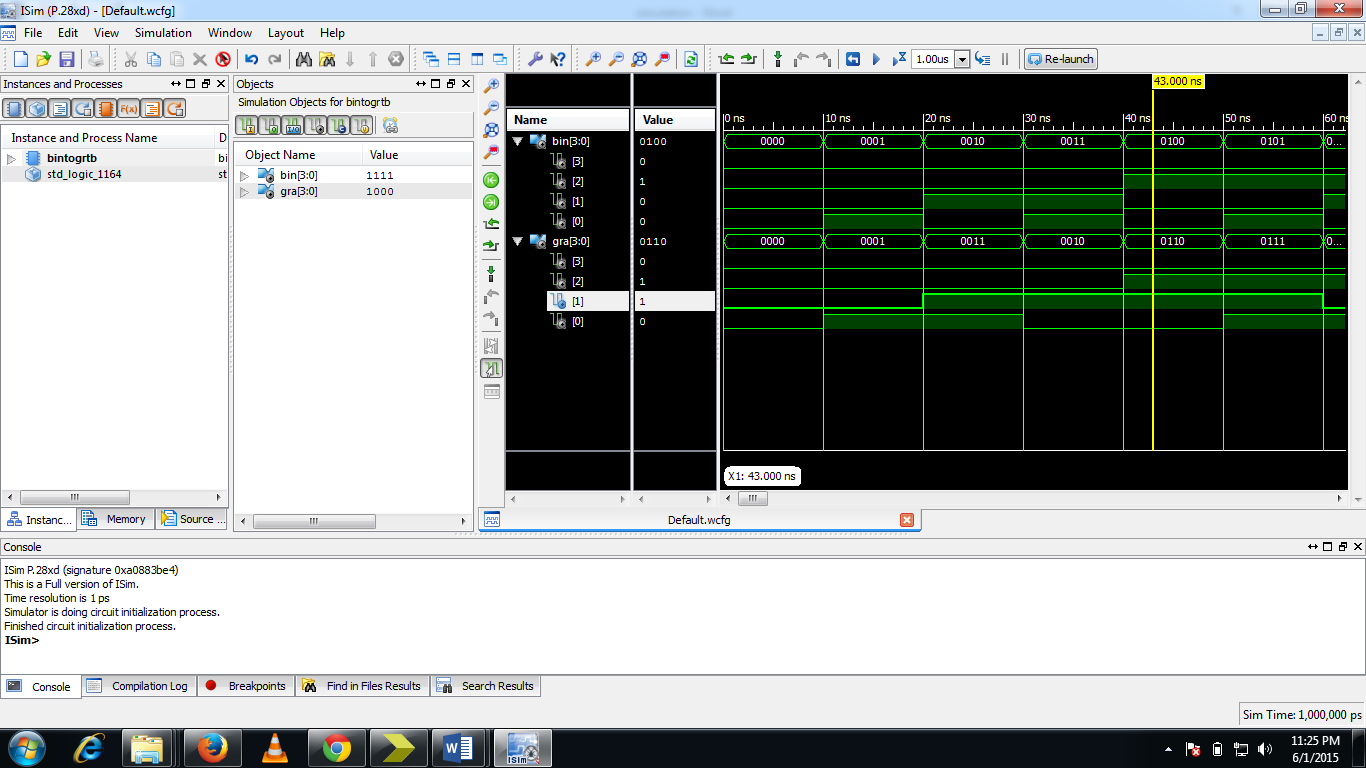 ISim (P.28xd) - [Default.wcfg]
File Edit View Simulation Window Layout Help
1.00us Re-launch
Instances and Processes
Instance and Process Name D
bintogrtb bi
std_logic_1164 st
Instanc... Memory Source ...
Objects
Simulation Objects for bintogrtb
Object Name Value
bin[3:0] 1111
gra[3:0] 1000
Name Value
bin[3:0] 0100
[3] 0
[2] 1
[1] 0
[0] 0
gra[3:0] 0110
[3] 0
[2] 1
[1] 1
[0] 0
43.000 ns
0 ns 10 ns 20 ns 30 ns 40 ns 50 ns 60 ns
0000 0001 0010 0011 0100 0101 0...
0000 0001 0011 0010 0110 0111 0...
X1: 43.000 ns
Default.wcfg
Console
ISim P.28xd (signature 0xa0883be4)
This is a Full version of ISim.
Time resolution is 1 ps
Simulator is doing circuit initialization process.
Finished circuit initialization process.
ISim>
Console Compilation Log Breakpoints Find in Files Results Search Results
Sim Time: 1,000,000 ps
ISim
11:25 PM
6/1/2015